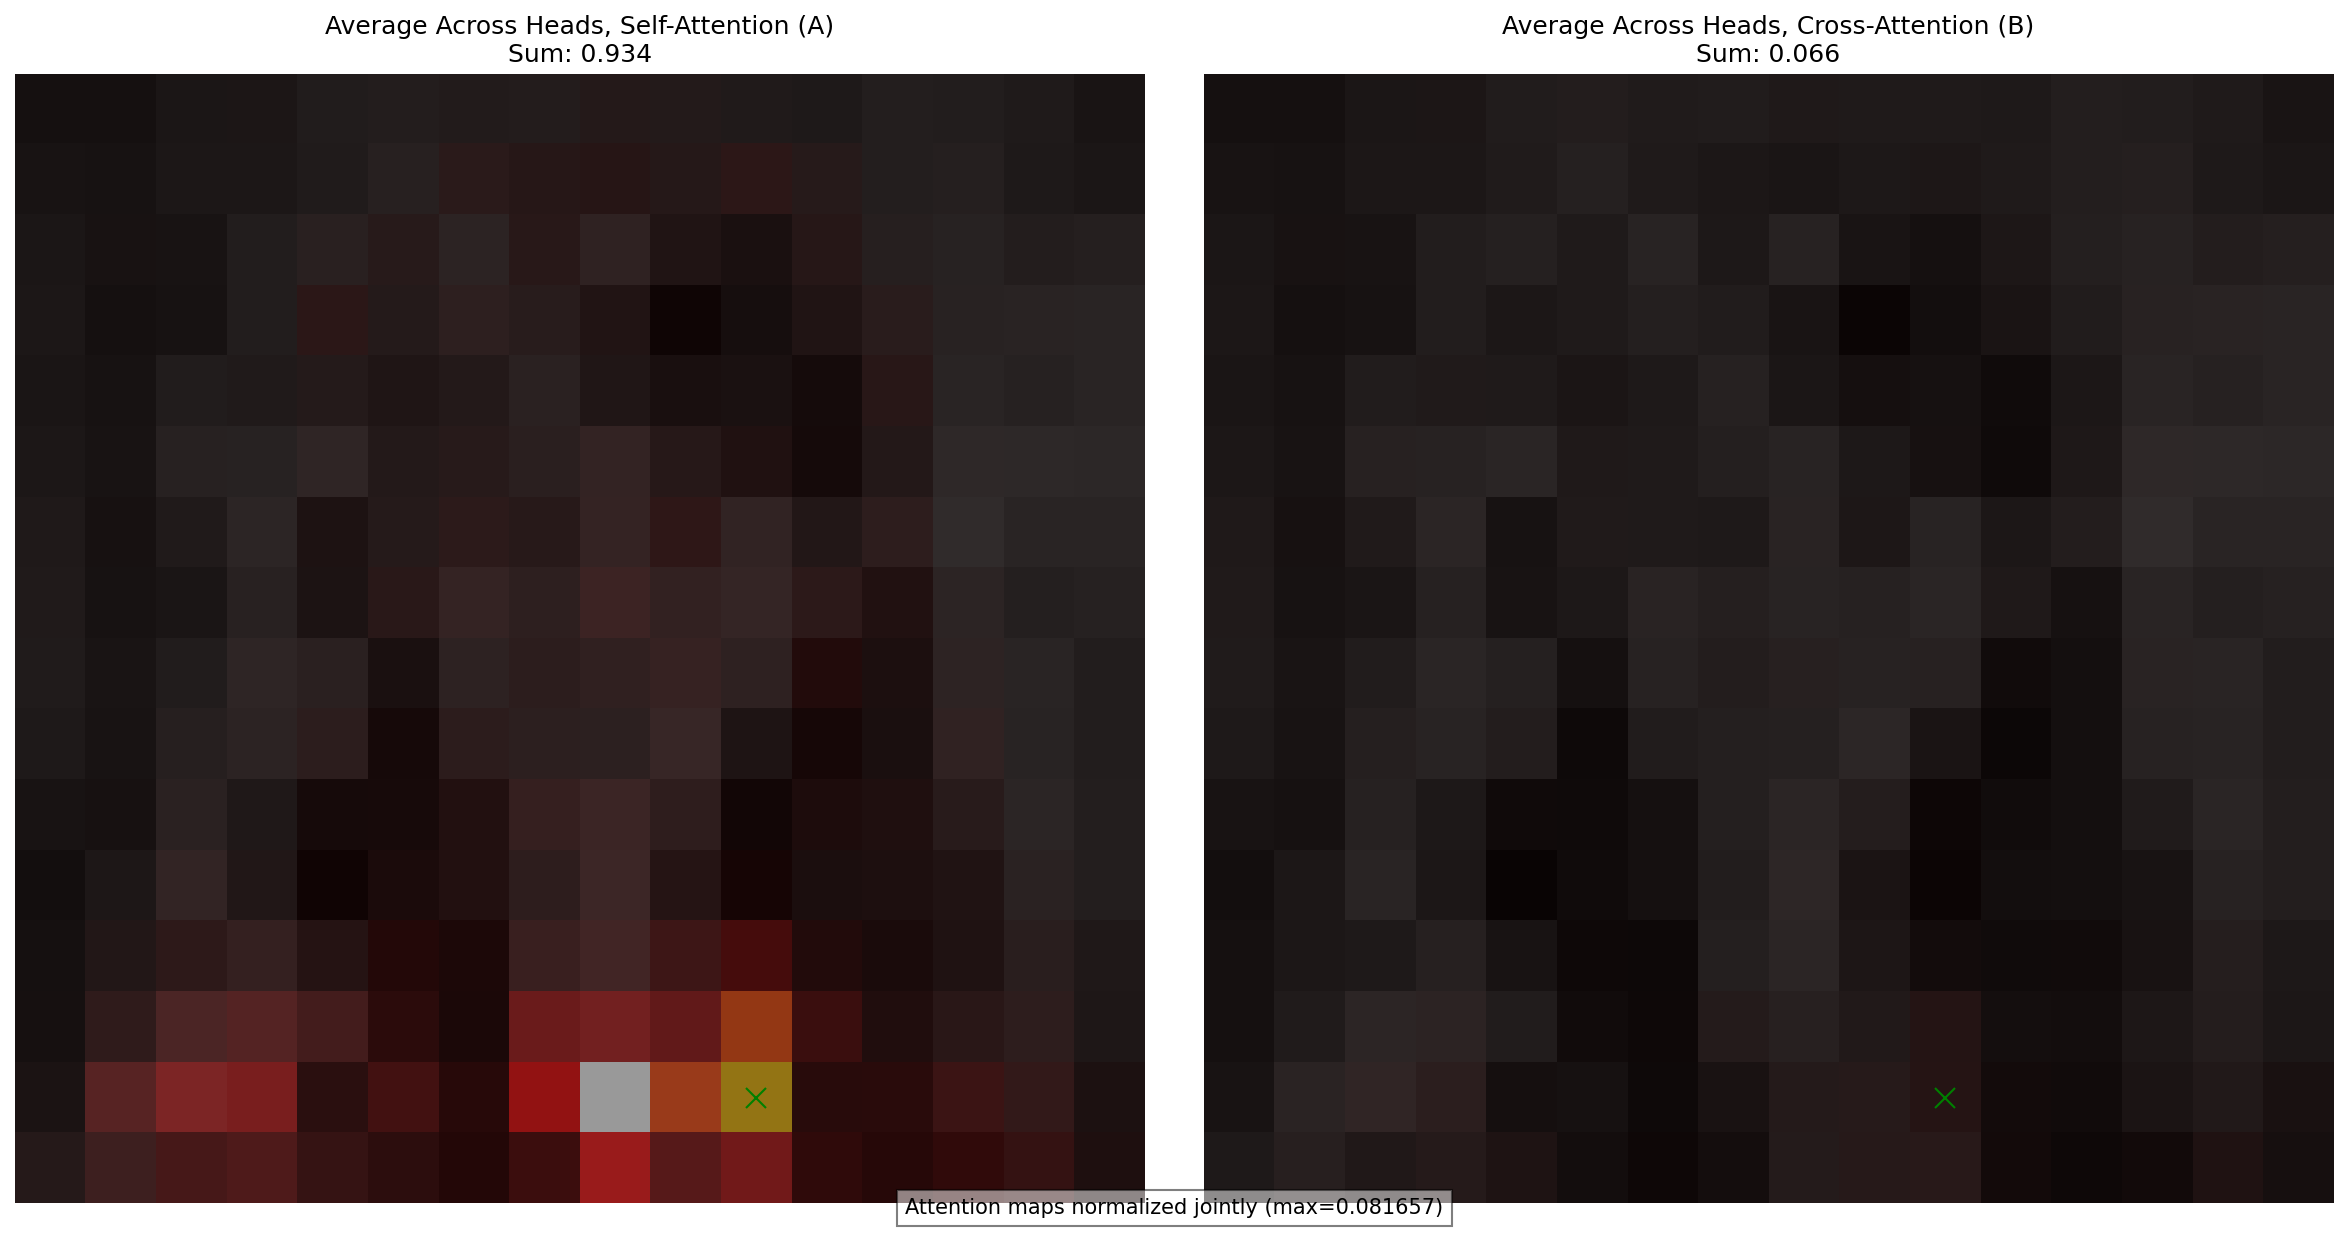 Average Across Heads, Self-Attention (A)
Sum: 0.934
Average Across Heads, Cross-Attention (B)
Sum: 0.066
Attention maps normalized jointly (max=0.081657)